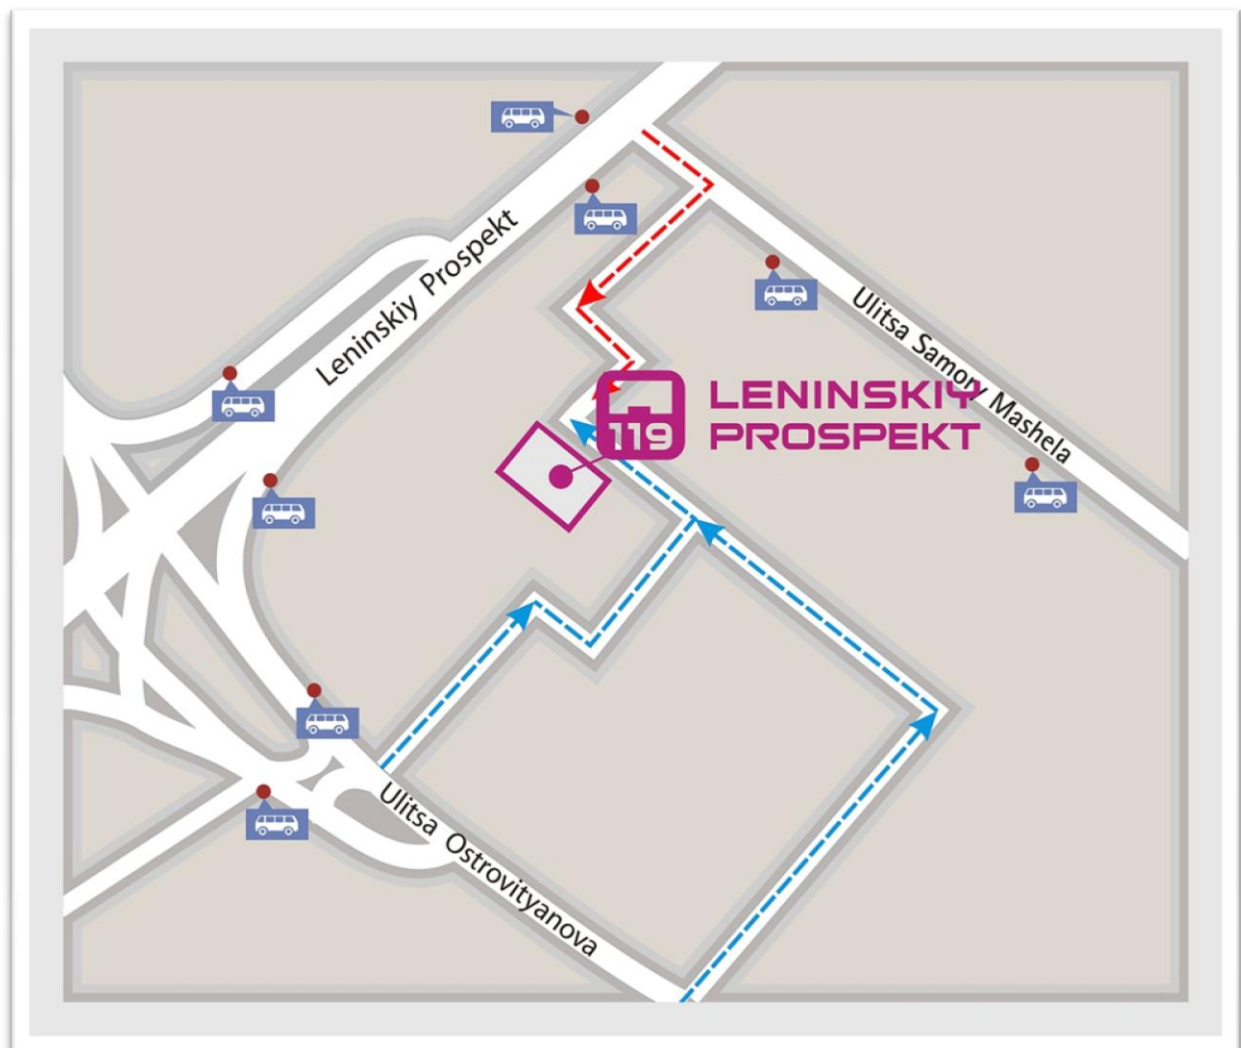 Leninskiy Prospekt
Ulitsa Samory Mashela
LENINSKIY
PROSPEKT
119
Ulitsa Ostrovityanova